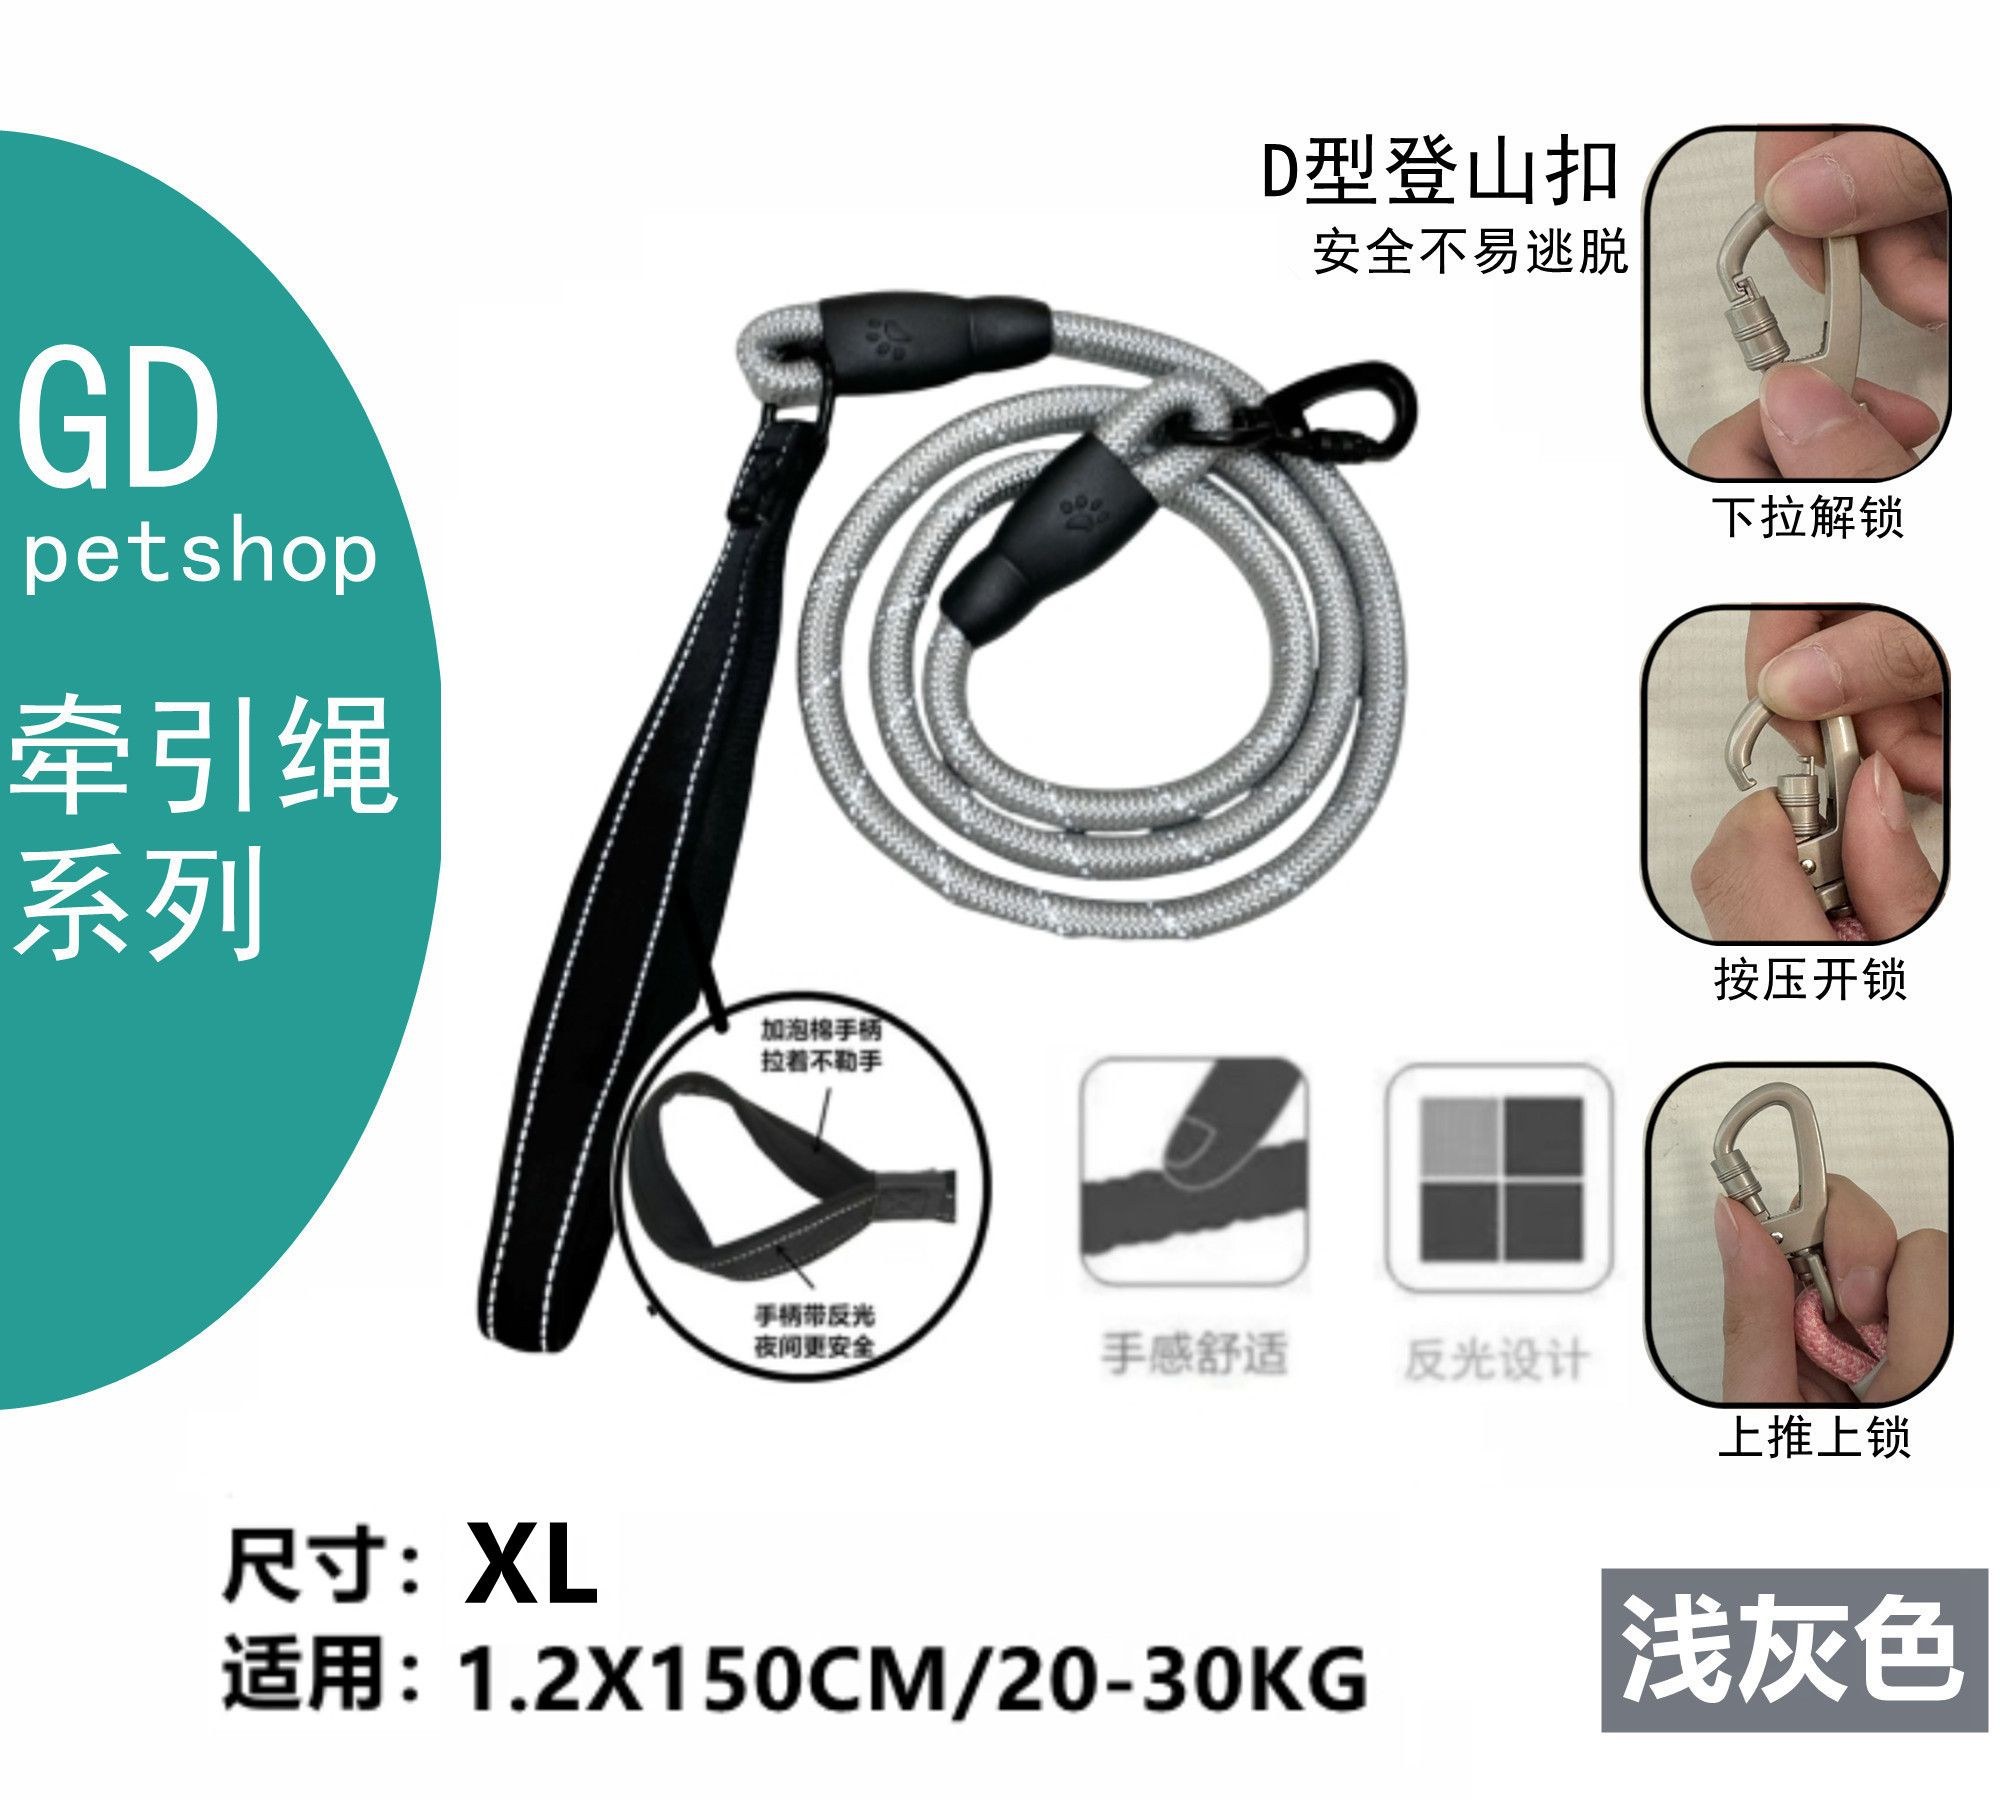 GD
petshop
牵引绳
系列
D型登山扣
安全不易逃脱
下拉解锁
按压开锁
上推上锁
加泡棉手柄
拉着不勒手
手柄带反光
夜间更安全
手感舒适
反光设计
尺寸：XL
适用：1.2X150CM/20-30KG
浅灰色